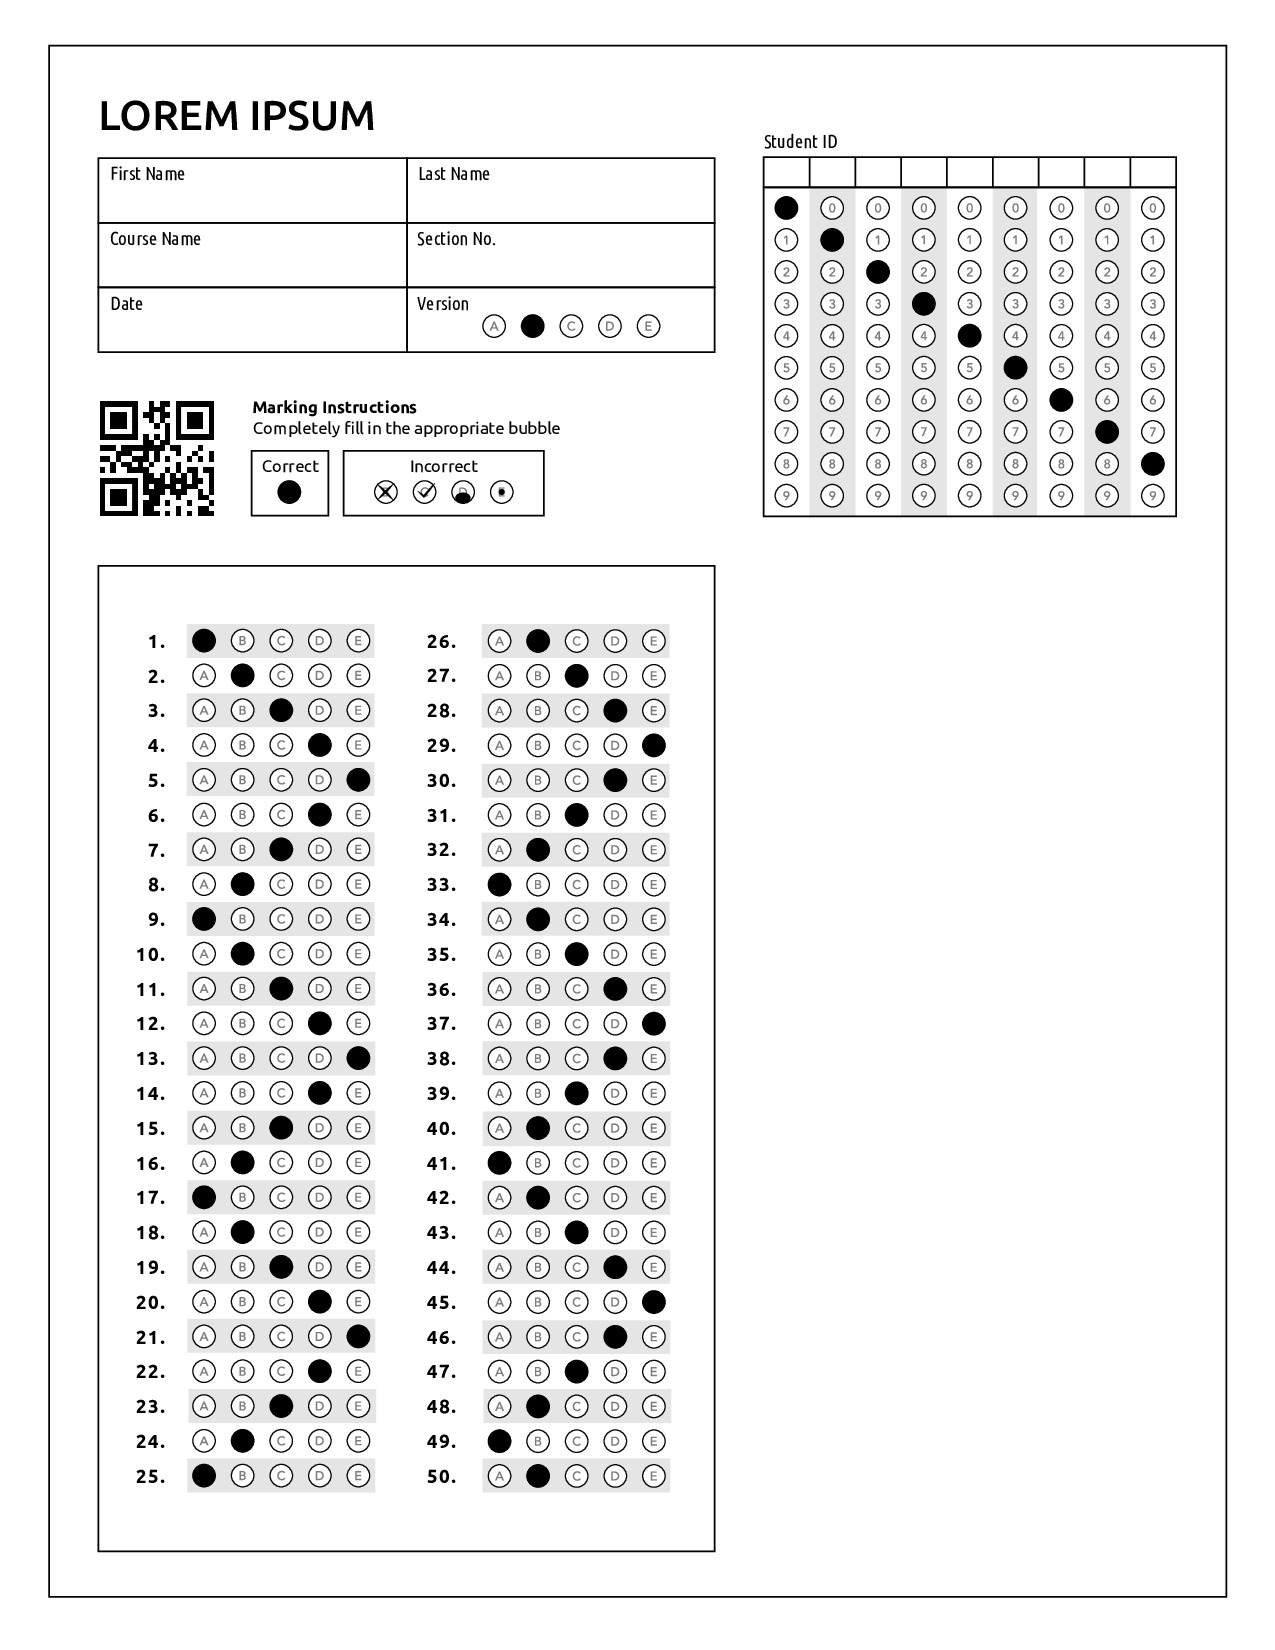 LOREM IPSUM
Student ID
First Name Last Name
Course Name Section No.
Date Version
A C D E
0 0 0 0 0 0 0 0
1 1 1 1 1 1 1 1
2 2 2 2 2 2 2 2
3 3 3 3 3 3 3 3
4 4 4 4 4 4 4 4
5 5 5 5 5 5 5 5
6 6 6 6 6 6 6 6
7 7 7 7 7 7 7 7
8 8 8 8 8 8 8 8
9 9 9 9 9 9 9 9 9
Marking Instructions
Completely fill in the appropriate bubble
Correct Incorrect
1. B C D E
2. A C D E
3. A B D E
4. A B C E
5. A B C D
6. A B C E
7. A B D E
8. A C D E
9. B C D E
10. A C D E
11. A B D E
12. A B C E
13. A B C D
14. A B C E
15. A B D E
16. A C D E
17. B C D E
18. A C D E
19. A B D E
20. A B C E
21. A B C D
22. A B C E
23. A B D E
24. A C D E
25. B C D E
26. A C D E
27. A B D E
28. A B C E
29. A B C D
30. A B C E
31. A B D E
32. A C D E
33. B C D E
34. A C D E
35. A B D E
36. A B C E
37. A B C D
38. A B C E
39. A B D E
40. A C D E
41. B C D E
42. A C D E
43. A B D E
44. A B C E
45. A B C D
46. A B C E
47. A B D E
48. A C D E
49. B C D E
50. A C D E